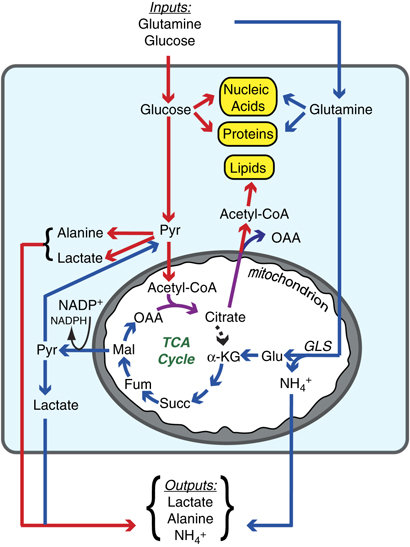 Inputs:
Glutamine
Glucose
Nucleic
Acids
Glucose
Glutamine
Proteins
Lipids
Acetyl-CoA
Pyr
Alanine
OAA
Lactate
mitochondrion
Acetyl-CoA
NADP⁺
NADPH
OAA
Citrate
TCA
Cycle
GLS
Pyr
Mal
α-KG
Glu
Fum
NH₄⁺
Succ
Lactate
Outputs:
Lactate
Alanine
NH₄⁺